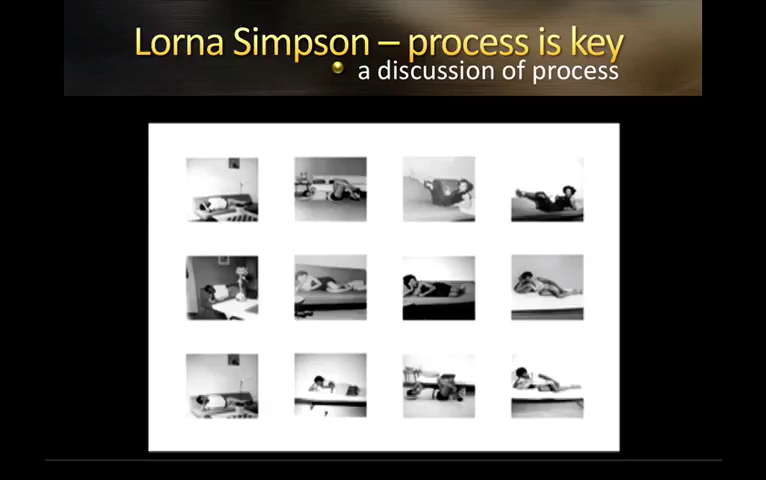 Lorna Simpson – process is key
a discussion of process